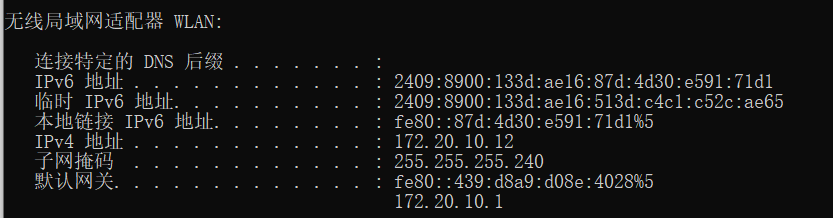 无线局域网适配器 WLAN:
连接特定的 DNS 后缀 . . . . . . . :
IPv6 地址 . . . . . . . . . . . . : 2409:8900:133d:ae16:87d:4d30:e591:71d1
临时 IPv6 地址. . . . . . . . . . : 2409:8900:133d:ae16:513d:c4c1:c52c:ae65
本地链接 IPv6 地址. . . . . . . . : fe80::87d:4d30:e591:71d1%5
IPv4 地址 . . . . . . . . . . . . : 172.20.10.12
子网掩码  . . . . . . . . . . . . : 255.255.255.240
默认网关. . . . . . . . . . . . . : fe80::439:d8a9:d08e:4028%5
172.20.10.1